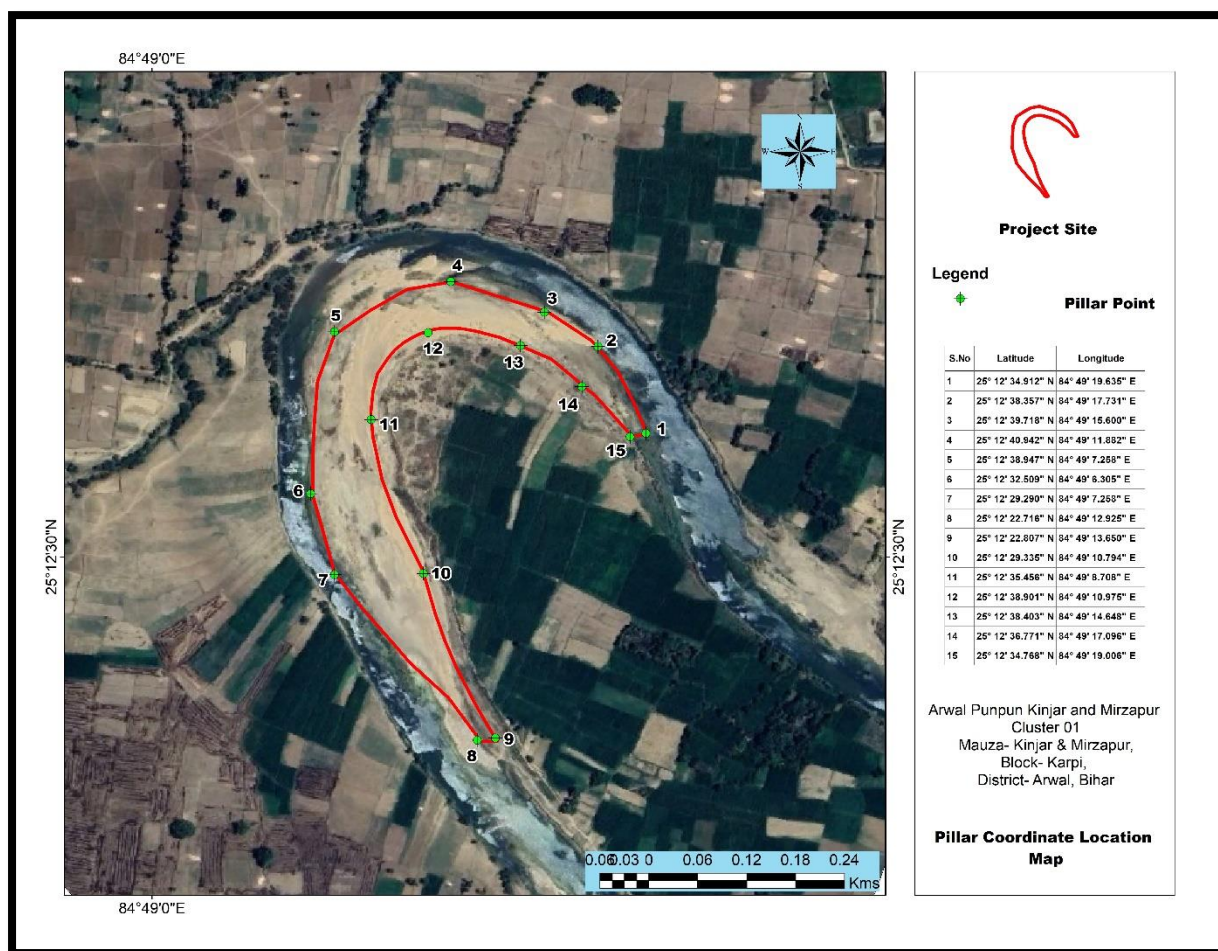 84°49'0"E
N
W
E
S
4
3
5
2
12
13
14
11
1
15
6
25°12'30"N
25°12'30"N
10
7
9
8
0.06 0.03 0 0.06 0.12 0.18 0.24
Kms
84°49'0"E
Project Site
Legend
Pillar Point
S.No Latitude Longitude
1 25° 12' 34.912" N 84° 49' 19.635" E
2 25° 12' 38.357" N 84° 49' 17.731" E
3 25° 12' 39.718" N 84° 49' 15.600" E
4 25° 12' 40.942" N 84° 49' 11.882" E
5 25° 12' 38.947" N 84° 49' 7.258" E
6 25° 12' 32.509" N 84° 49' 6.305" E
7 25° 12' 29.290" N 84° 49' 7.258" E
8 25° 12' 22.716" N 84° 49' 12.925" E
9 25° 12' 22.807" N 84° 49' 13.650" E
10 25° 12' 29.335" N 84° 49' 10.794" E
11 25° 12' 35.456" N 84° 49' 8.708" E
12 25° 12' 38.901" N 84° 49' 10.975" E
13 25° 12' 38.403" N 84° 49' 14.648" E
14 25° 12' 36.771" N 84° 49' 17.096" E
15 25° 12' 34.768" N 84° 49' 19.006" E
Arwal Punpun Kinjar and Mirzapur
Cluster 01
Mauza- Kinjar & Mirzapur,
Block- Karpi,
District- Arwal, Bihar
Pillar Coordinate Location
Map